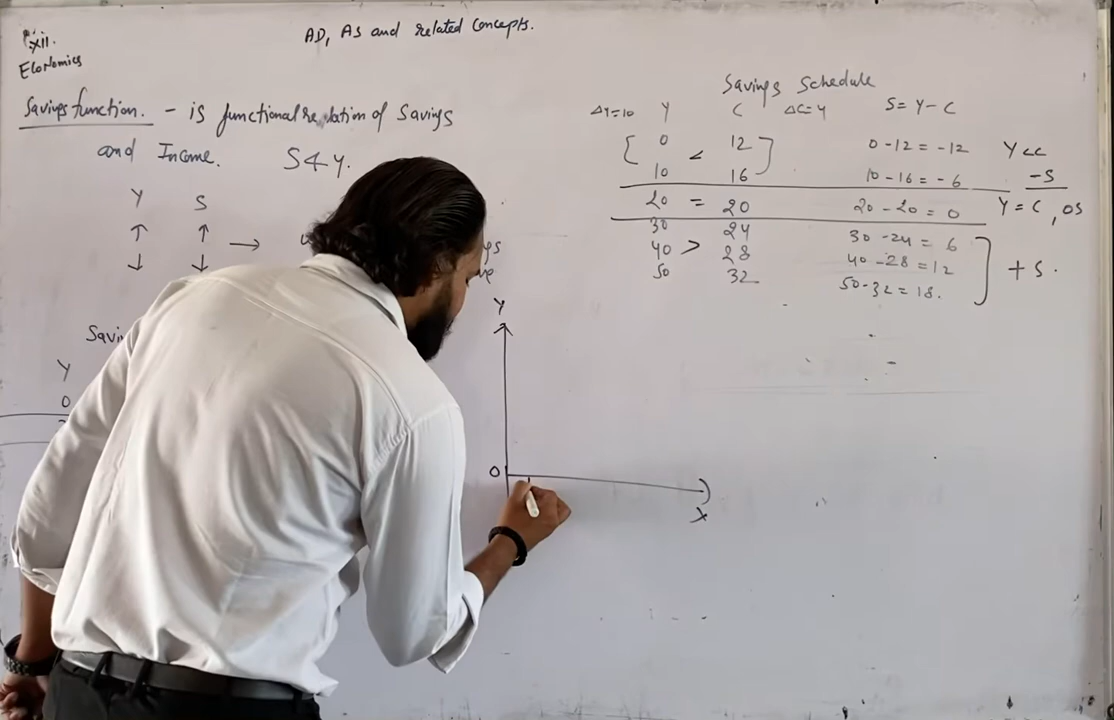 xii.
Economics
AD, AS and related Concepts.
Savings function. - is functional relation of Savings
and Income. S & Y.
Y S
↑ ↑ →
↓ ↓
Savings Schedule
ΔY=10 Y C ΔC=4 S= Y - C
0 < 12 0-12 = -12 Y<C
10 16 10-16 = -6 -S
20 = 20 20-20 = 0 Y = C, OS
30 24 30-24 = 6
40 > 28 40-28 = 12 + S.
50 32 50-32 = 18.
Y
O
X
Y
0